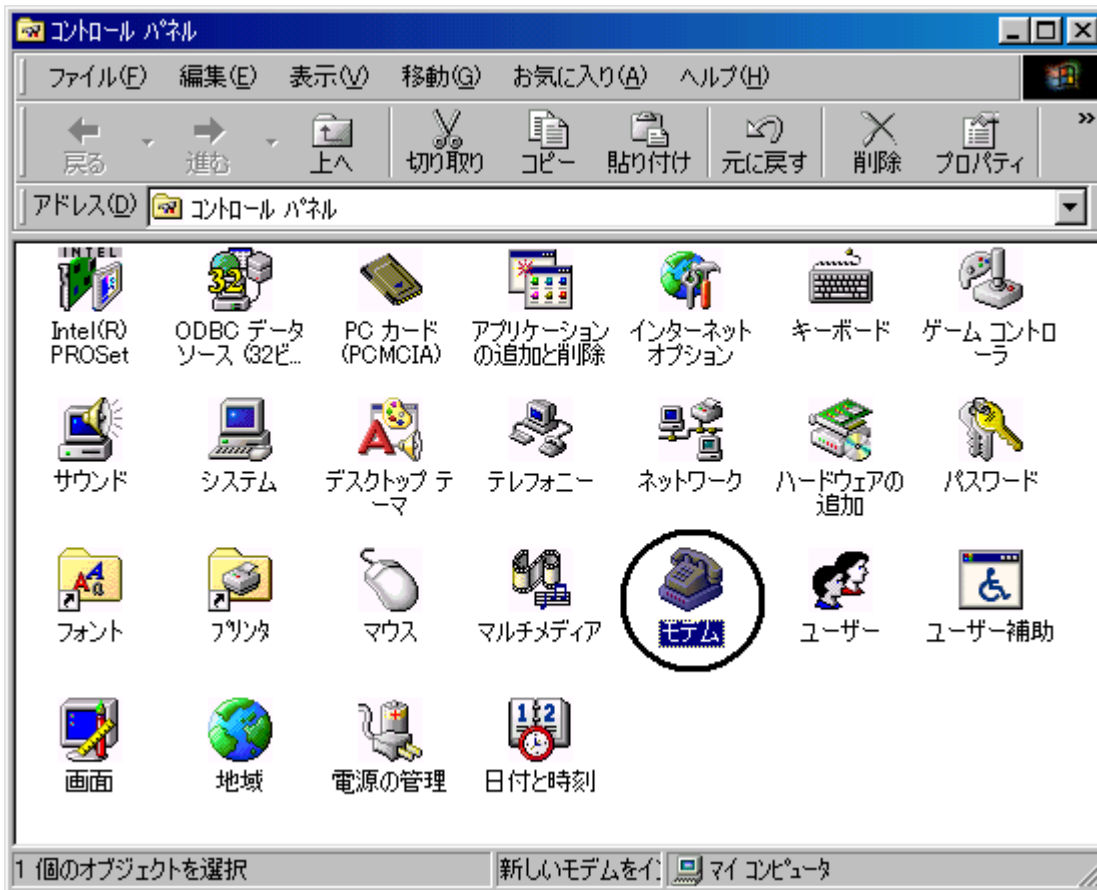 コントロール パネル
ファイル(F) 編集(E) 表示(V) 移動(G) お気に入り(A) ヘルプ(H)
戻る 進む 上へ 切り取り コピー 貼り付け 元に戻す 削除 プロパティ »
アドレス(D) コントロール パネル
INTEL 32
Intel(R) ODBC データ PC カード アプリケーション インターネット キーボード ゲーム コントロ
PROSet ソース (32ビ... (PCMCIA) の追加と削除 オプション ーラ
サウンド システム デスクトップ テ テレフォニー ネットワーク ハードウェアの パスワード
ーマ 追加
フォント プリンタ マウス マルチメディア モデム ユーザー ユーザー補助
12
画面 地域 電源の管理 日付と時刻
1 個のオブジェクトを選択 新しいモデムをイン マイ コンピュータ